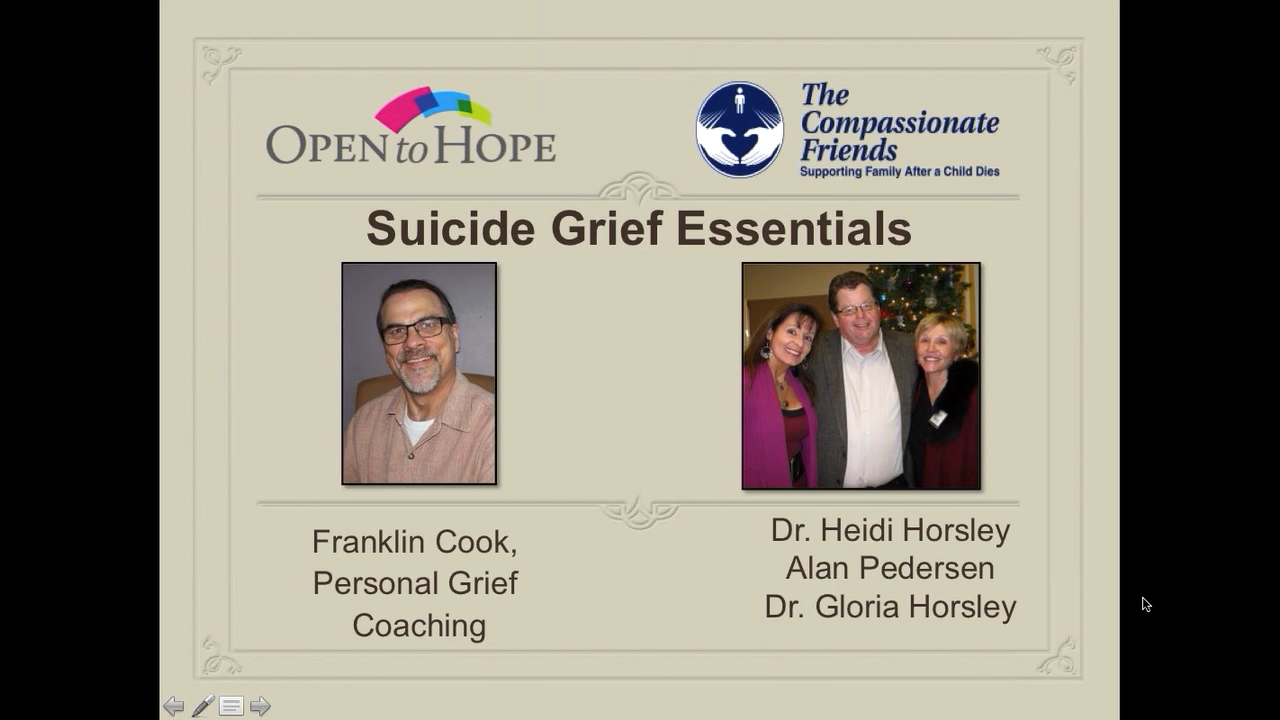 OPEN to HOPE
The
Compassionate
Friends
Supporting Family After a Child Dies
Suicide Grief Essentials
Franklin Cook,
Personal Grief
Coaching
Dr. Heidi Horsley
Alan Pedersen
Dr. Gloria Horsley